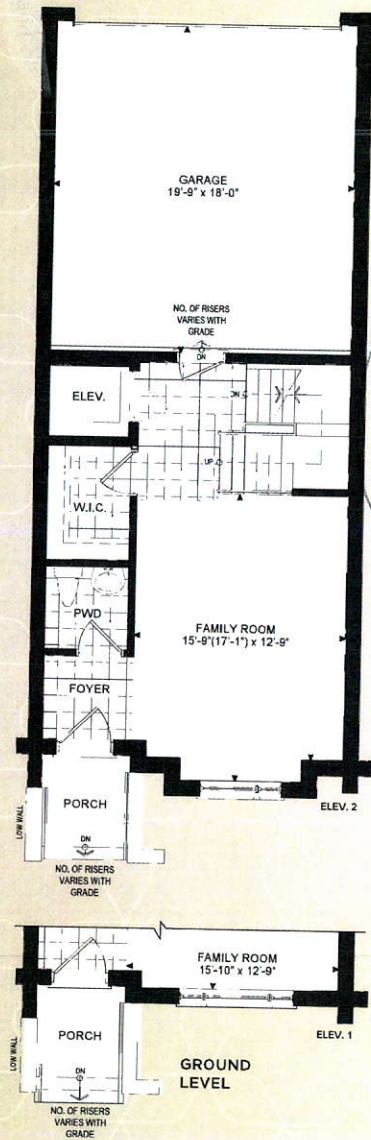 GARAGE
19'-9" x 18'-0"
NO. OF RISERS
VARIES WITH
GRADE
DN
ELEV.
DN
W.I.C.
UP
PWD
FAMILY ROOM
15'-9"(17'-1") x 12'-9"
FOYER
PORCH
LOW WALL
ELEV. 2
DN
NO. OF RISERS
VARIES WITH
GRADE
FAMILY ROOM
15'-10" x 12'-9"
PORCH
ELEV. 1
LOW WALL
GROUND
LEVEL
DN
NO. OF RISERS
VARIES WITH
GRADE